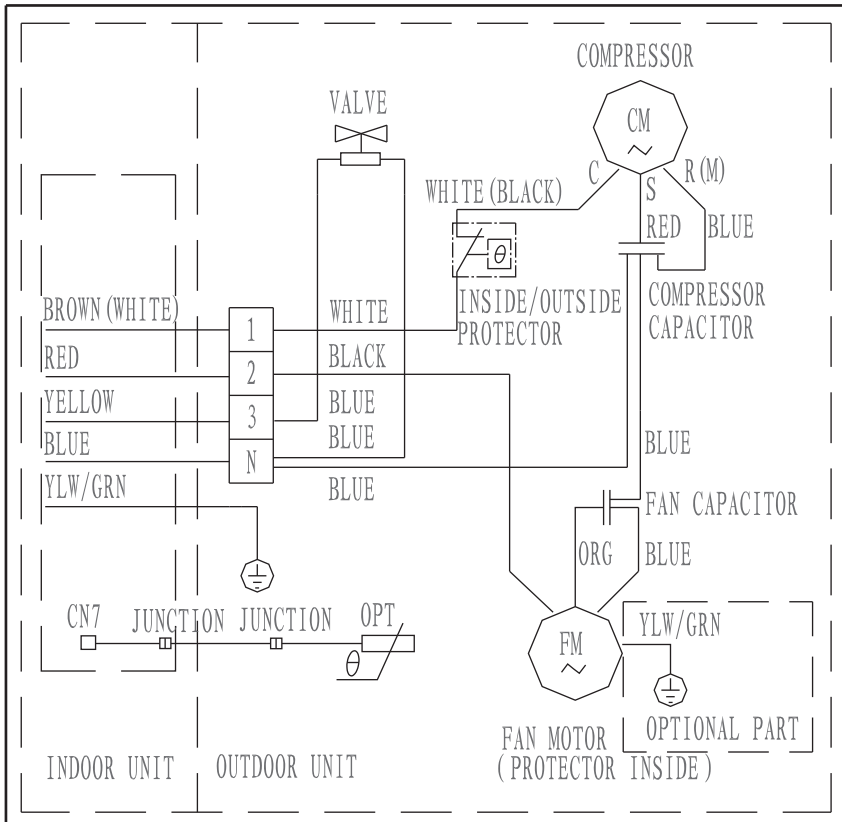 COMPRESSOR
VALVE
CM
C
S
R(M)
WHITE(BLACK)
RED
BLUE
θ
INSIDE/OUTSIDE
PROTECTOR
COMPRESSOR
CAPACITOR
BROWN(WHITE)
1
WHITE
RED
2
BLACK
YELLOW
3
BLUE
BLUE
BLUE
N
BLUE
BLUE
YLW/GRN
FAN CAPACITOR
ORG
BLUE
CN7
JUNCTION
JUNCTION
OPT
θ
FM
YLW/GRN
OPTIONAL PART
FAN MOTOR
(PROTECTOR INSIDE)
INDOOR UNIT
OUTDOOR UNIT